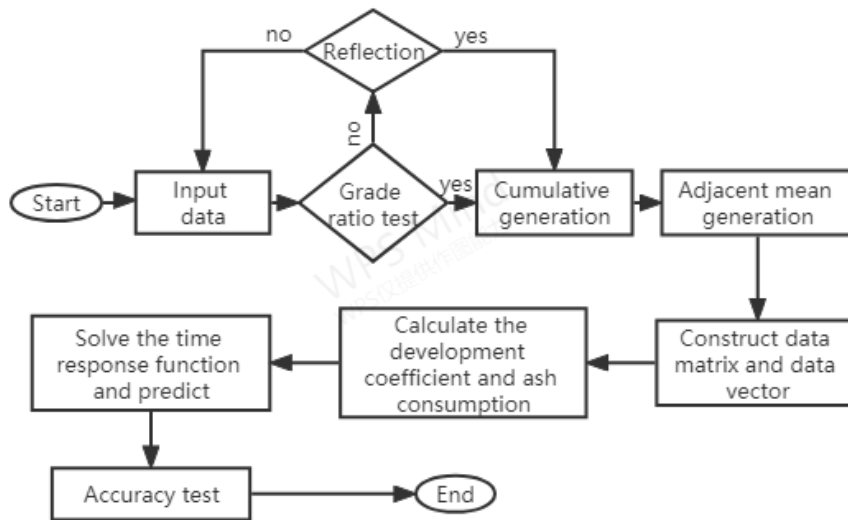 no
Reflection
yes
no
Start
Input
data
Grade
ratio test
yes
Cumulative
generation
Adjacent mean
generation
WPS Mind
Solve the time
response function
and predict
Calculate the
development
coefficient and ash
consumption
Construct data
matrix and data
vector
Accuracy test
End